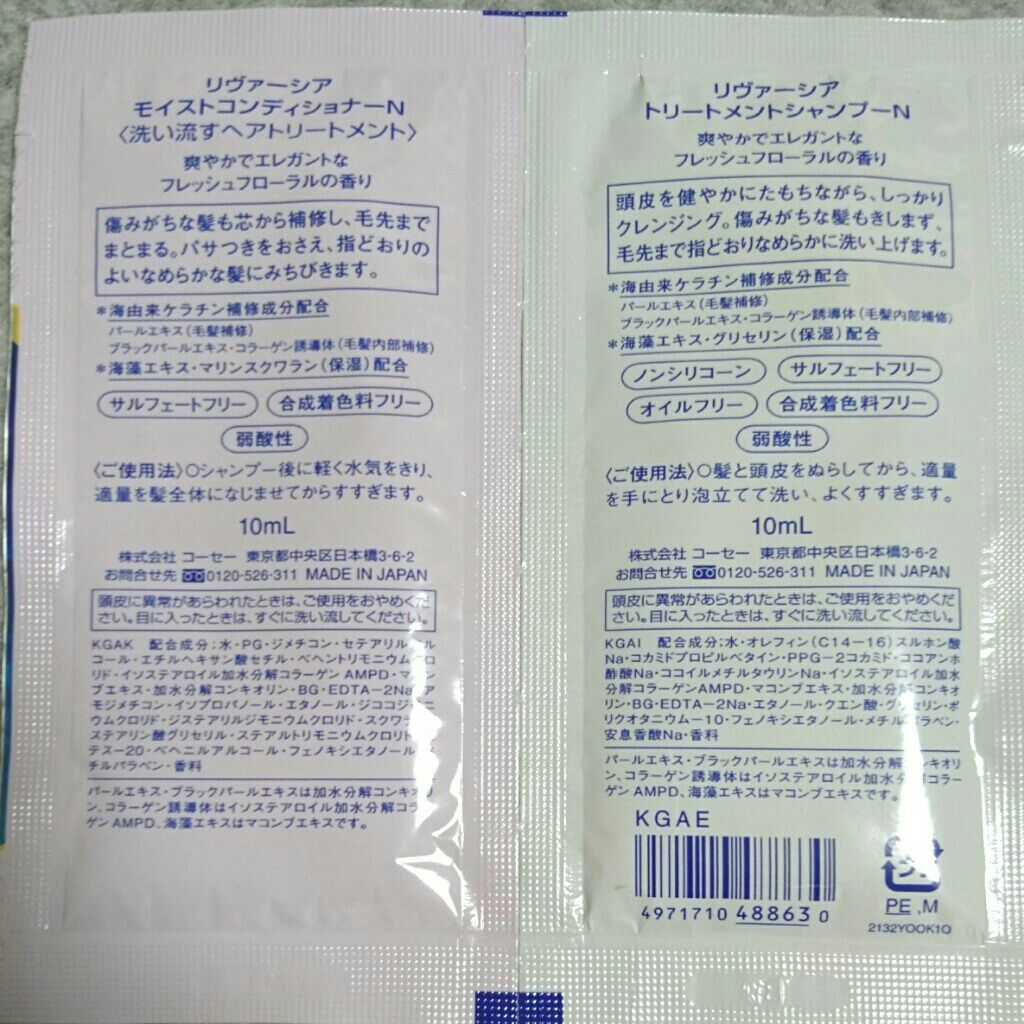 リヴァーシア
モイストコンディショナーN
〈洗い流すヘアトリートメント〉
爽やかでエレガントな
フレッシュフローラルの香り
傷みがちな髪も芯から補修し、毛先まで
まとまる。パサつきをおさえ、指どおりの
よいなめらかな髪にみちびきます。
*海由来ケラチン補修成分配合
パールエキス(毛髪補修)
ブラックパールエキス・コラーゲン誘導体(毛髪内部補修)
*海藻エキス・マリンスクワラン(保湿)配合
サルフェートフリー 合成着色料フリー
弱酸性
〈ご使用法〉○シャンプー後に軽く水気をきり、
適量を髪全体になじませてからすすぎます。
10mL
株式会社 コーセー 東京都中央区日本橋3-6-2
お問合せ先 0120-526-311 MADE IN JAPAN
頭皮に異常があらわれたときは、ご使用をおやめくだ
さい。目に入ったときは、すぐに洗い流してください。
KGAK 配合成分;水・PG・ジメチコン・セテアリルアル
コール・エチルヘキサン酸セチル・ベヘントリモニウムクロ
リド・イソステアロイル加水分解コラーゲンAMPD・マコ
ンブエキス・加水分解コンキオリン・BG・EDTA-2Na・ア
モジメチコン・イソプロパノール・エタノール・ジココジモニ
ウムクロリド・ジステアリルジモニウムクロリド・スクワラン・
ステアリン酸グリセリル・ステアルトリモニウムクロリド
テス-20・ベヘニルアルコール・フェノキシエタノール・メ
チルパラベン・香料
パールエキス・ブラックパールエキスは加水分解コンキオリ
ン、コラーゲン誘導体はイソステアロイル加水分解コラー
ゲンAMPD、海藻エキスはマコンブエキスです。
リヴァーシア
トリートメントシャンプーN
爽やかでエレガントな
フレッシュフローラルの香り
頭皮を健やかにたもちながら、しっかり
クレンジング。傷みがちな髪もきしまず、
毛先まで指どおりなめらかに洗い上げます。
*海由来ケラチン補修成分配合
パールエキス(毛髪補修)
ブラックパールエキス・コラーゲン誘導体(毛髪内部補修)
*海藻エキス・グリセリン(保湿)配合
ノンシリコーン サルフェートフリー
オイルフリー 合成着色料フリー
弱酸性
〈ご使用法〉○髪と頭皮をぬらしてから、適量
を手にとり泡立てて洗い、よくすすぎます。
10mL
株式会社 コーセー 東京都中央区日本橋3-6-2
お問合せ先 0120-526-311 MADE IN JAPAN
頭皮に異常があらわれたときは、ご使用をおやめくだ
さい。目に入ったときは、すぐに洗い流してください。
KGAI 配合成分;水・オレフィン(C14-16)スルホン酸
Na・コカミドプロピルベタイン・PPG-2コカミド・ココアンホ
酢酸Na・ココイルメチルタウリンNa・イソステアロイル加水
分解コラーゲンAMPD・マコンブエキス・加水分解コンキオ
リン・BG・EDTA-2Na・エタノール・クエン酸・グリセリン・ポ
リクオタニウム-10・フェノキシエタノール・メチルパラベン・
安息香酸Na・香料
パールエキス・ブラックパールエキスは加水分解コンキオリ
ン、コラーゲン誘導体はイソステアロイル加水分解コラー
ゲンAMPD、海藻エキスはマコンブエキスです。
KGAE
4971710 488630
PE ,M
2132YOOK1O